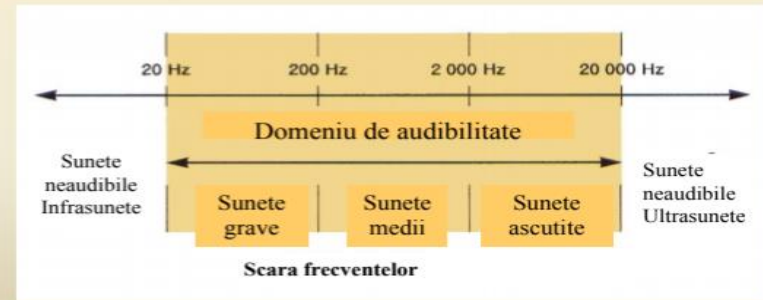 20 Hz 200 Hz 2 000 Hz 20 000 Hz
Domeniu de audibilitate
Sunete
neaudibile
Infrasunete
Sunete
grave
Sunete
medii
Sunete
ascutite
Sunete
neaudibile
Ultrasunete
Scara frecventelor